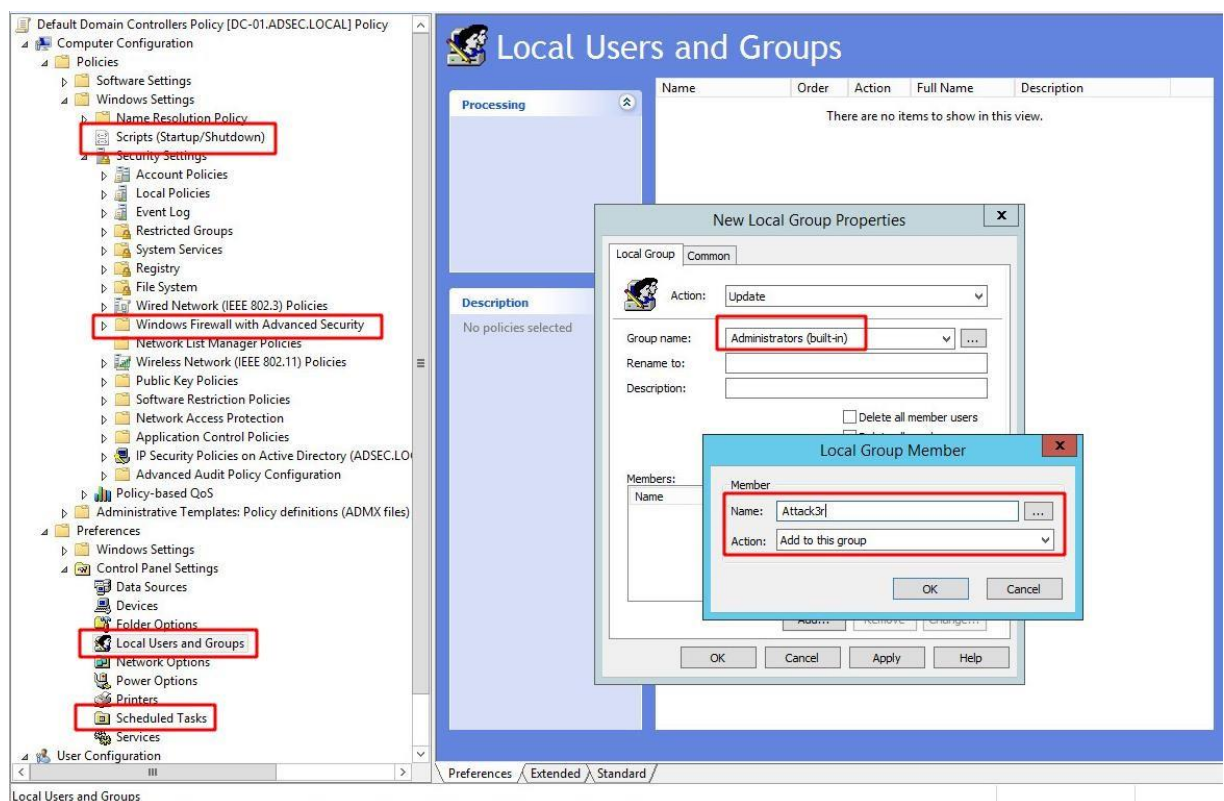 Default Domain Controllers Policy [DC-01.ADSEC.LOCAL] Policy
Computer Configuration
Policies
Software Settings
Windows Settings
Name Resolution Policy
Scripts (Startup/Shutdown)
Security Settings
Account Policies
Local Policies
Event Log
Restricted Groups
System Services
Registry
File System
Wired Network (IEEE 802.3) Policies
Windows Firewall with Advanced Security
Network List Manager Policies
Wireless Network (IEEE 802.11) Policies
Public Key Policies
Software Restriction Policies
Network Access Protection
Application Control Policies
IP Security Policies on Active Directory (ADSEC.LO
Advanced Audit Policy Configuration
Policy-based QoS
Administrative Templates: Policy definitions (ADMX files)
Preferences
Windows Settings
Control Panel Settings
Data Sources
Devices
Folder Options
Local Users and Groups
Network Options
Power Options
Printers
Scheduled Tasks
Services
User Configuration
Local Users and Groups
Local Users and Groups
Processing
Description
No policies selected
Name Order Action Full Name Description
There are no items to show in this view.
New Local Group Properties
Local Group Common
Action: Update
Group name: Administrators (built-in) ...
Rename to:
Description:
Delete all member users
Members:
Name
Local Group Member
Member
Name: Attack3r ...
Action: Add to this group
OK Cancel
Add... Remove Change...
OK Cancel Apply Help
Preferences Extended Standard